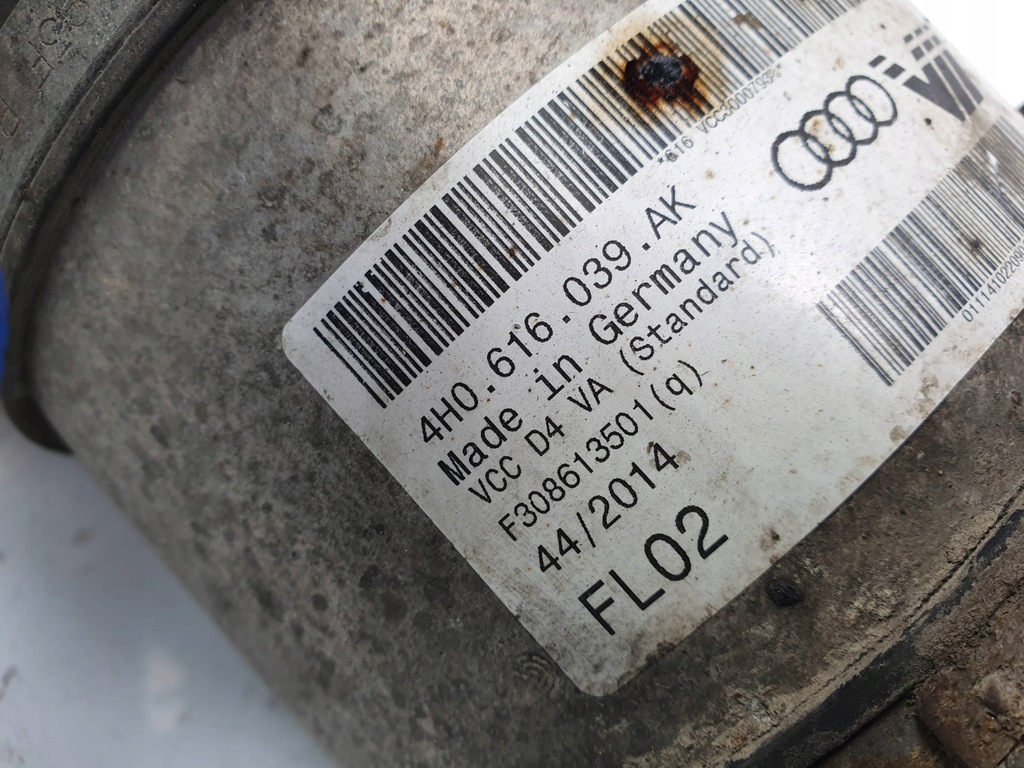 4H0.616.039.AK
Made in Germany
VCC D4 VA (Standard)
F308613501(q)
44/2014
FL02